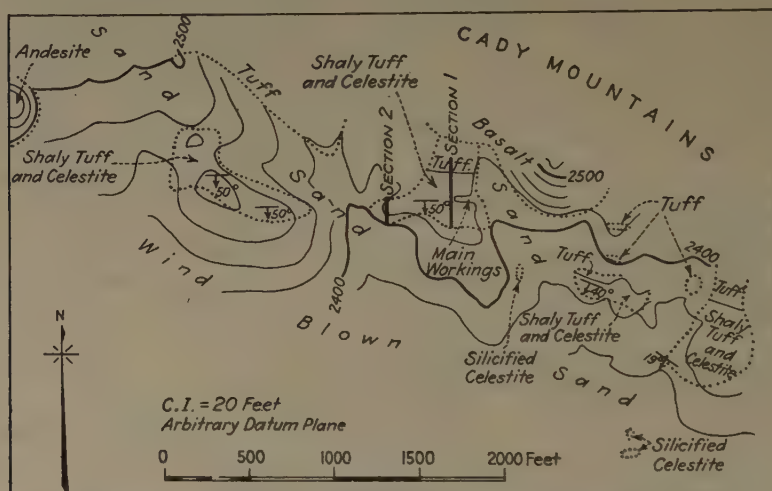 CADY MOUNTAINS
Sand
2500
Andesite
Tuff
Shaly Tuff
and Celestite
SECTION 1
SECTION 2
Basalt
2500
Tuff
Shaly Tuff
and Celestite
50°
50°
50°
Sand
Sand
Tuff
Main
Workings
2400
Tuff
40°
Tuff
Shaly
Tuff
and
Celestite
Wind
2400
Blown
Shaly Tuff
and Celestite
Silicified
Celestite
Sand
N
C.I. = 20 Feet
Arbitrary Datum Plane
0 500 1000 1500 2000 Feet
Silicified
Celestite